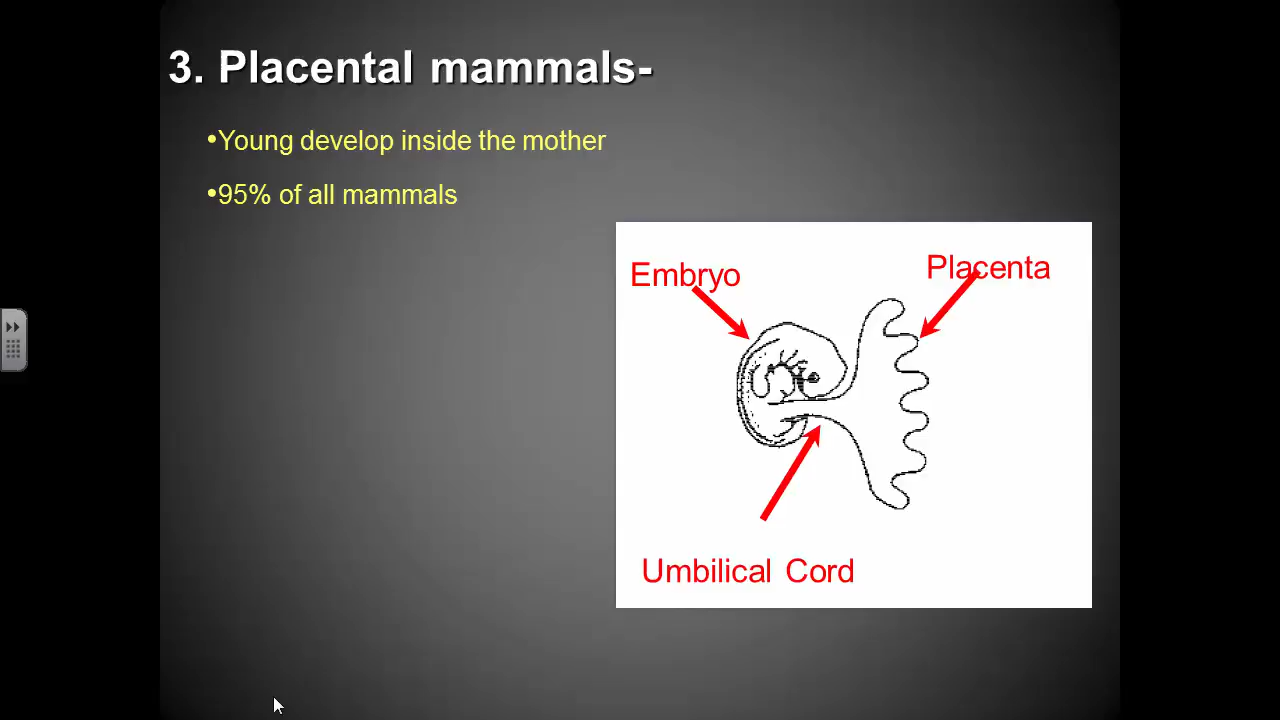 3. Placental mammals-
•Young develop inside the mother
•95% of all mammals
Embryo
Placenta
Umbilical Cord